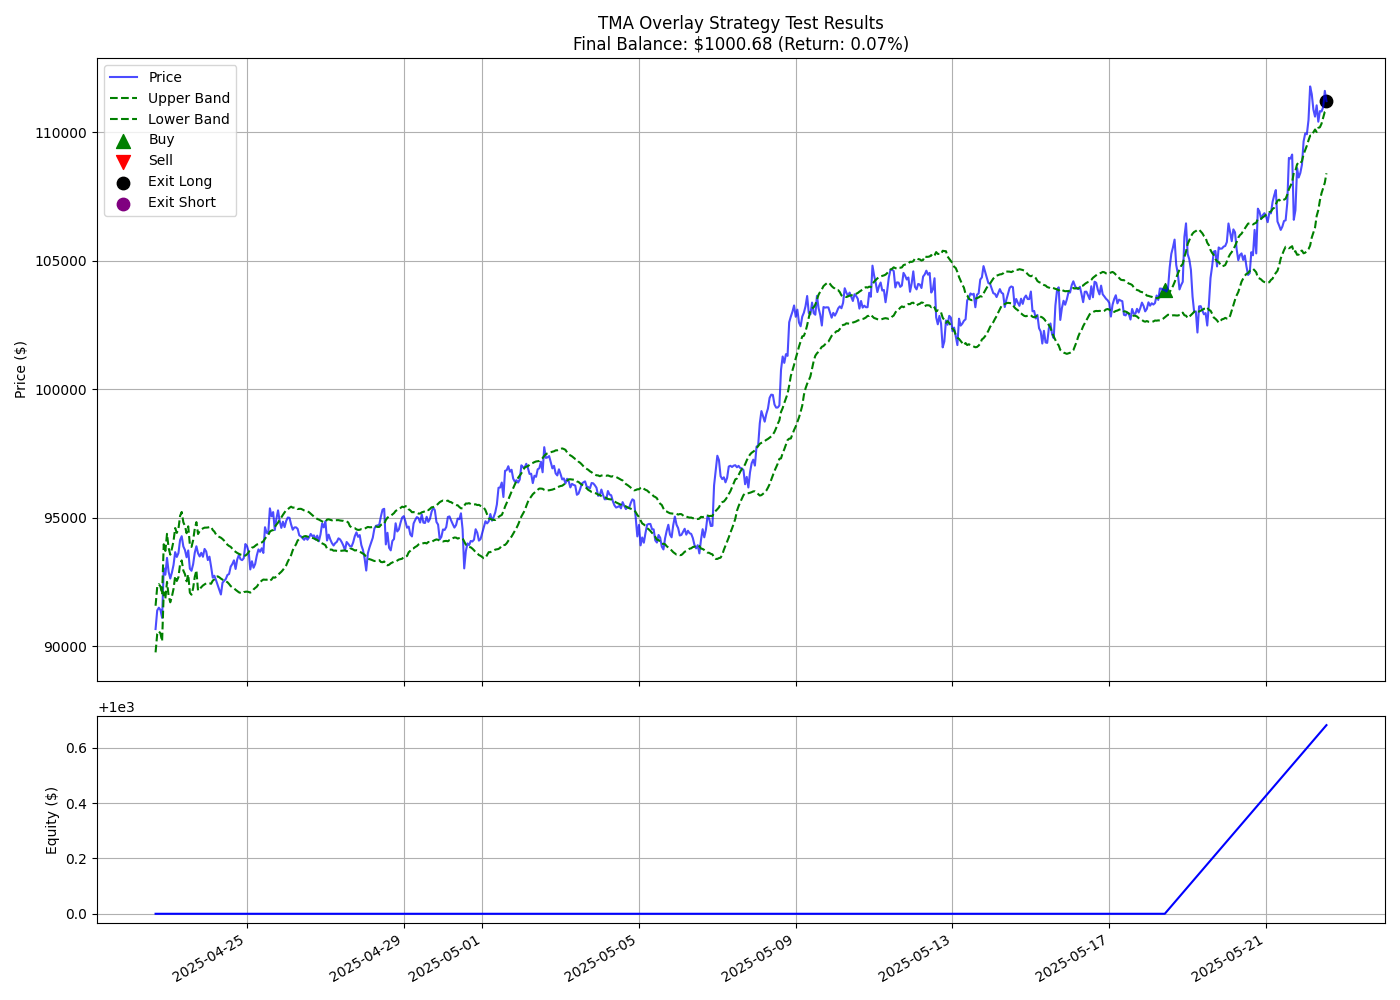 TMA Overlay Strategy Test Results
Final Balance: $1000.68 (Return: 0.07%)
Price
Upper Band
Lower Band
Buy
Sell
Exit Long
Exit Short
Price ($)
110000
105000
100000
95000
90000
+1e3
Equity ($)
0.6
0.4
0.2
0.0
2025-04-25
2025-04-29
2025-05-01
2025-05-05
2025-05-09
2025-05-13
2025-05-17
2025-05-21